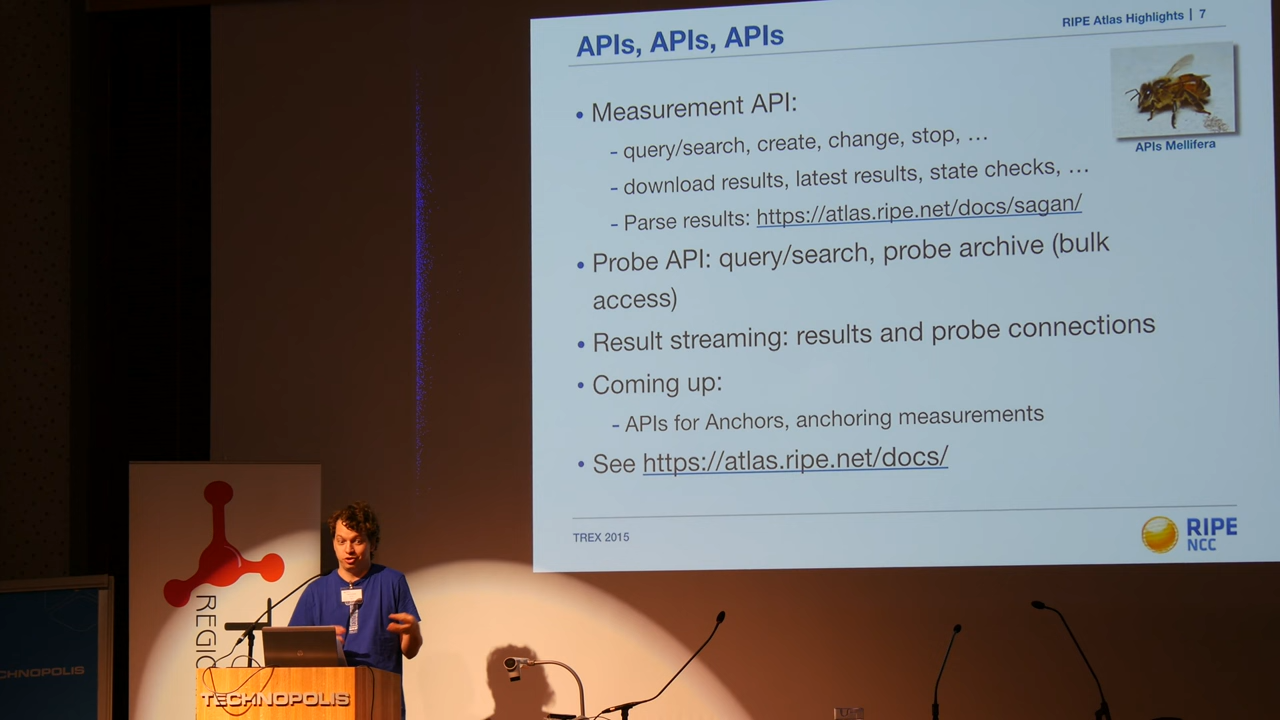 RIPE Atlas Highlights | 7
APIs, APIs, APIs
APIs Mellifera
• Measurement API:
- query/search, create, change, stop, …
- download results, latest results, state checks, …
- Parse results: https://atlas.ripe.net/docs/sagan/
• Probe API: query/search, probe archive (bulk
access)
• Result streaming: results and probe connections
• Coming up:
- APIs for Anchors, anchoring measurements
• See https://atlas.ripe.net/docs/
TREX 2015
RIPE
NCC
REGIO
CHNOPOLIS
TECHNOPOLIS